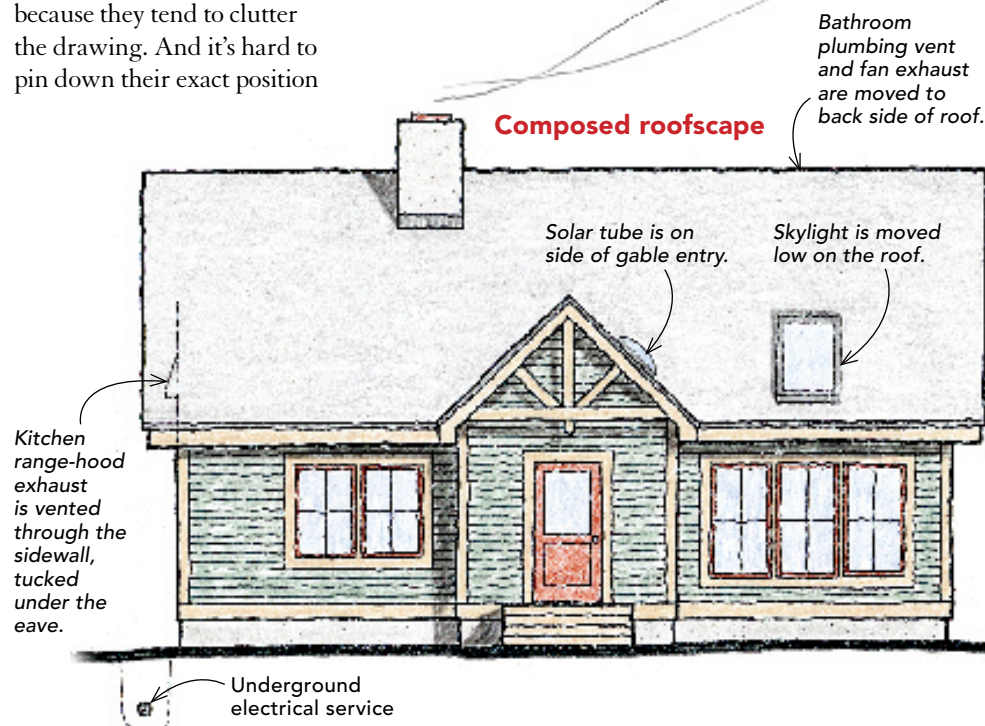 because they tend to clutter
the drawing. And it's hard to
pin down their exact position
Bathroom
plumbing vent
and fan exhaust
are moved to
back side of roof.
Composed roofscape
Solar tube is on
side of gable entry.
Skylight is moved
low on the roof.
Kitchen
range-hood
exhaust
is vented
through the
sidewall,
tucked
under the
eave.
Underground
electrical service